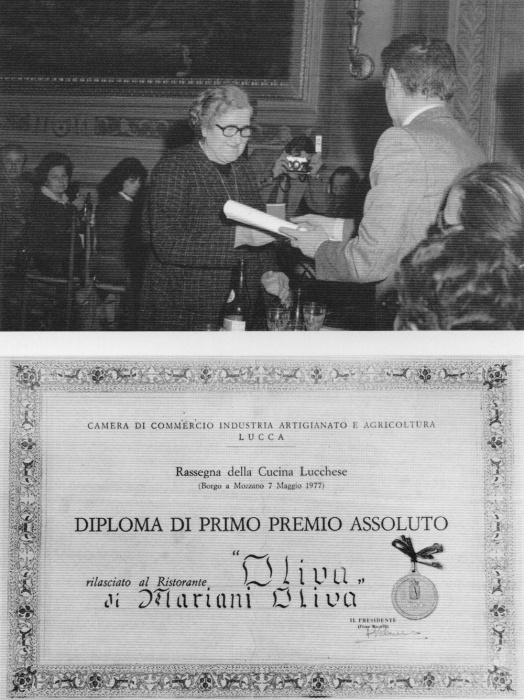 CAMERA DI COMMERCIO INDUSTRIA ARTIGIANATO E AGRICOLTURA
LUCCA
Rassegna della Cucina Lucchese
(Borgo a Mozzano 7 Maggio 1977)
DIPLOMA DI PRIMO PREMIO ASSOLUTO
rilasciato al Ristorante "Oliva"
di Mariani Oliva
IL PRESIDENTE